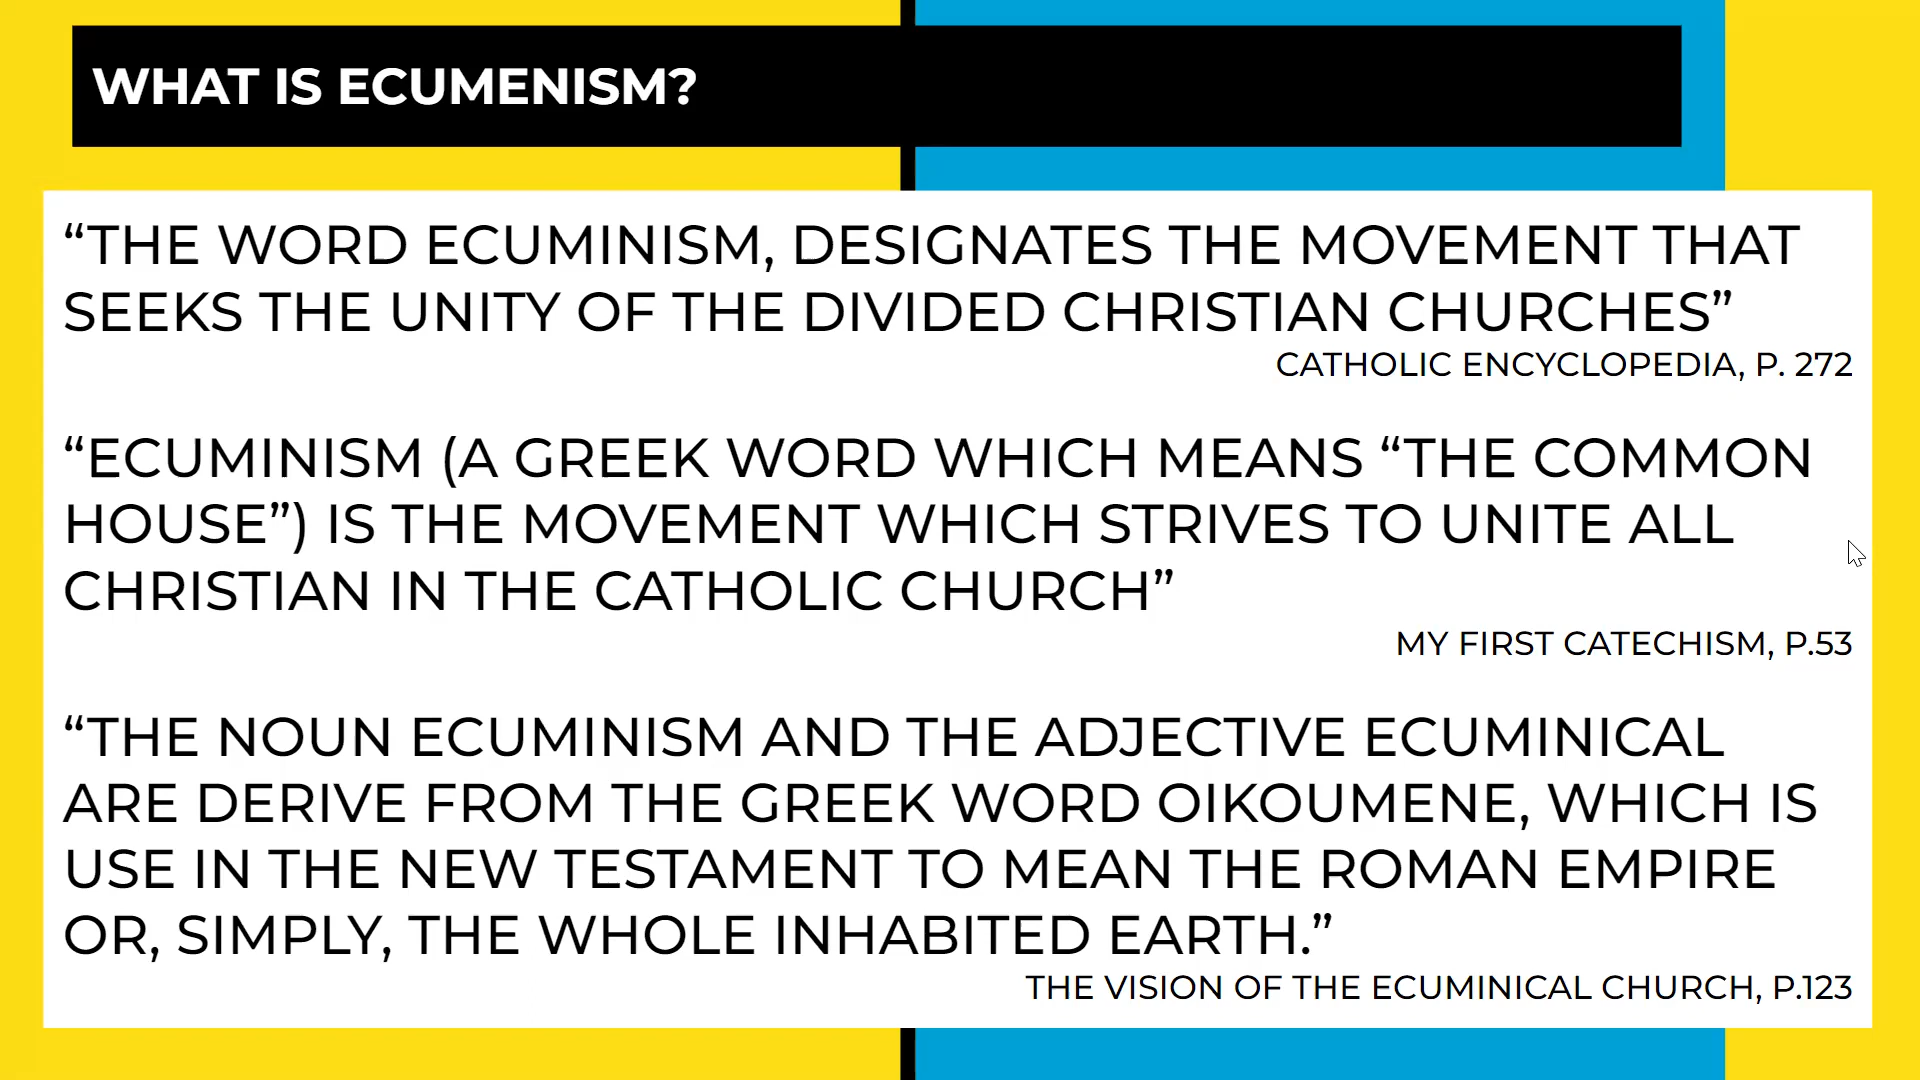 WHAT IS ECUMENISM?
“THE WORD ECUMINISM, DESIGNATES THE MOVEMENT THAT
SEEKS THE UNITY OF THE DIVIDED CHRISTIAN CHURCHES”
CATHOLIC ENCYCLOPEDIA, P. 272
“ECUMINISM (A GREEK WORD WHICH MEANS “THE COMMON
HOUSE”) IS THE MOVEMENT WHICH STRIVES TO UNITE ALL
CHRISTIAN IN THE CATHOLIC CHURCH”
MY FIRST CATECHISM, P.53
“THE NOUN ECUMINISM AND THE ADJECTIVE ECUMINICAL
ARE DERIVE FROM THE GREEK WORD OIKOUMENE, WHICH IS
USE IN THE NEW TESTAMENT TO MEAN THE ROMAN EMPIRE
OR, SIMPLY, THE WHOLE INHABITED EARTH.”
THE VISION OF THE ECUMINICAL CHURCH, P.123